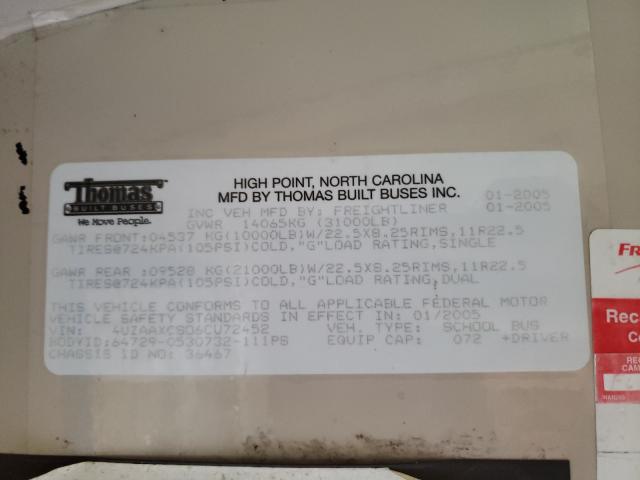 Thomas
BUILT BUSES
We Move People.
HIGH POINT, NORTH CAROLINA
MFD BY THOMAS BUILT BUSES INC.
01-2005
INC VEH MFD BY: FREIGHTLINER 01-2005
GVWR 14065KG (31000LB)
GAWR FRONT:04537 KG(10000LB)W/22.5X8.25RIMS,11R22.5
TIRES@724KPA(105PSI)COLD,"G"LOAD RATING,SINGLE
GAWR REAR :09528 KG(21000LB)W/22.5X8.25RIMS,11R22.5
TIRES@724KPA(105PSI)COLD,"G"LOAD RATING,DUAL
THIS VEHICLE CONFORMS TO ALL APPLICABLE FEDERAL MOTOR
VEHICLE SAFETY STANDARDS IN EFFECT IN: 01/2005
VIN: 4UZAAXCS06CU72452 VEH. TYPE: SCHOOL BUS
BODYID:64729-0530732-111PS EQUIP CAP: 072 +DRIVER
CHASSIS ID NO: 36467
FR
Rec
C
RE
CAM